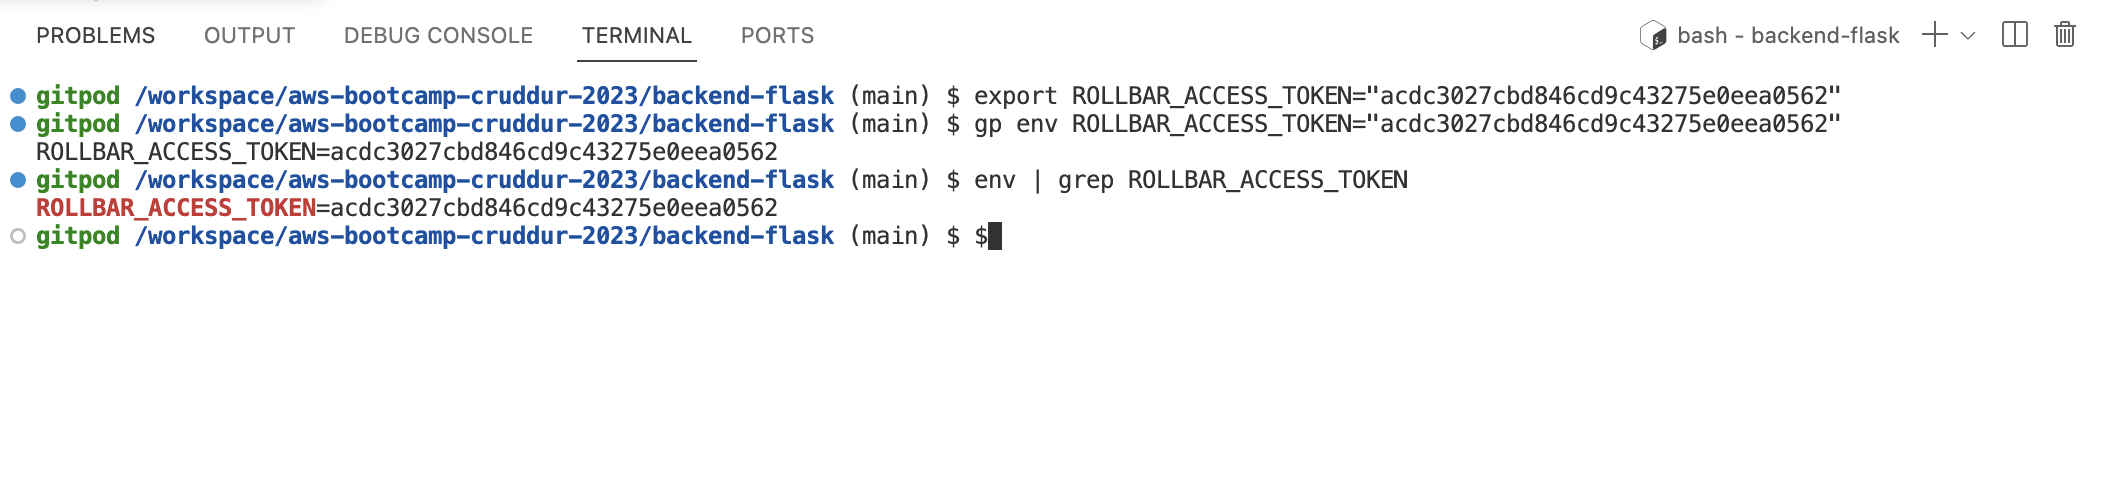 PROBLEMS OUTPUT DEBUG CONSOLE TERMINAL PORTS bash - backend-flask
gitpod /workspace/aws-bootcamp-cruddur-2023/backend-flask (main) $ export ROLLBAR_ACCESS_TOKEN="acdc3027cbd846cd9c43275e0eea0562"
gitpod /workspace/aws-bootcamp-cruddur-2023/backend-flask (main) $ gp env ROLLBAR_ACCESS_TOKEN="acdc3027cbd846cd9c43275e0eea0562"
ROLLBAR_ACCESS_TOKEN=acdc3027cbd846cd9c43275e0eea0562
gitpod /workspace/aws-bootcamp-cruddur-2023/backend-flask (main) $ env | grep ROLLBAR_ACCESS_TOKEN
ROLLBAR_ACCESS_TOKEN=acdc3027cbd846cd9c43275e0eea0562
gitpod /workspace/aws-bootcamp-cruddur-2023/backend-flask (main) $ $